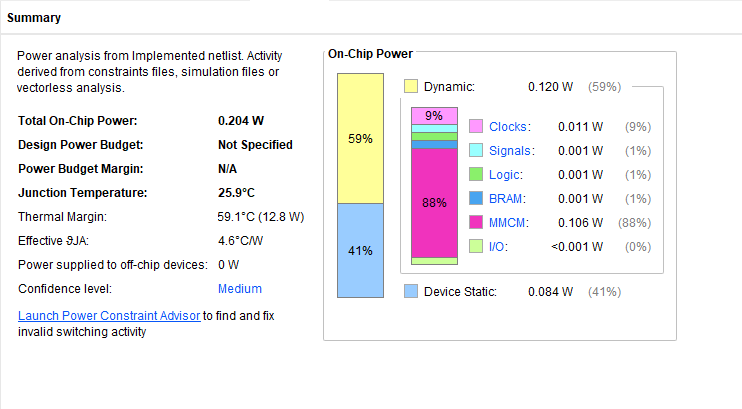 Summary
Power analysis from Implemented netlist. Activity
derived from constraints files, simulation files or
vectorless analysis.
Total On-Chip Power: 0.204 W
Design Power Budget: Not Specified
Power Budget Margin: N/A
Junction Temperature: 25.9°C
Thermal Margin: 59.1°C (12.8 W)
Effective ϑJA: 4.6°C/W
Power supplied to off-chip devices: 0 W
Confidence level: Medium
Launch Power Constraint Advisor to find and fix
invalid switching activity
On-Chip Power
59%
41%
Dynamic: 0.120 W (59%)
9%
88%
Clocks: 0.011 W (9%)
Signals: 0.001 W (1%)
Logic: 0.001 W (1%)
BRAM: 0.001 W (1%)
MMCM: 0.106 W (88%)
I/O: <0.001 W (0%)
Device Static: 0.084 W (41%)